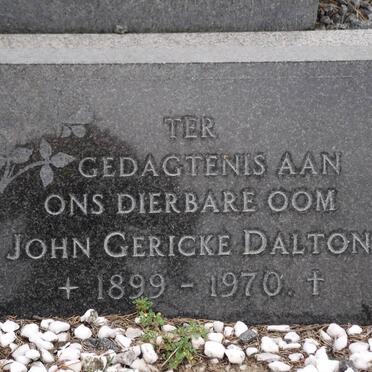 TER
GEDAGTENIS AAN
ONS DIERBARE OOM
JOHN GERICKE DALTON
+ 1899 - 1970. †